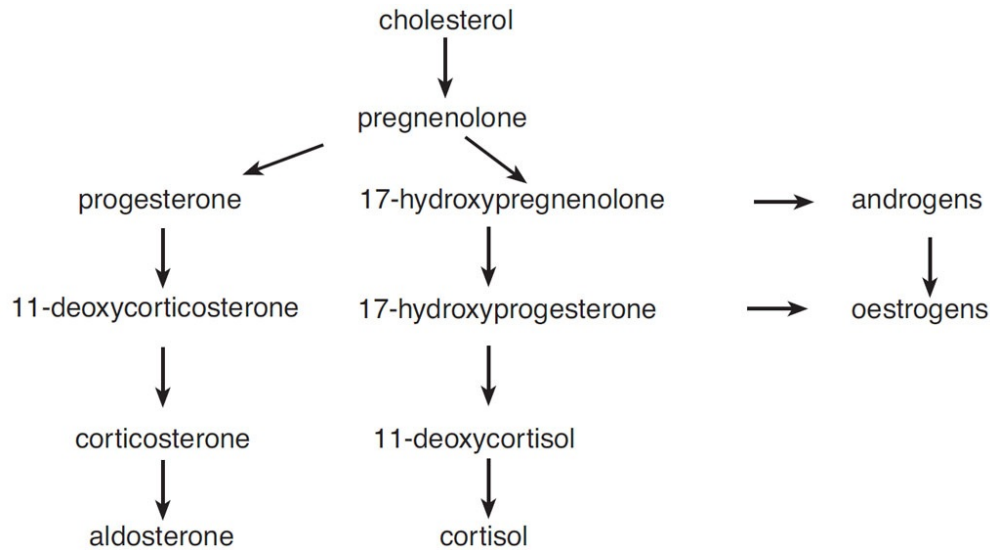 cholesterol
pregnenolone
progesterone
17-hydroxypregnenolone
androgens
11-deoxycorticosterone
17-hydroxyprogesterone
oestrogens
corticosterone
11-deoxycortisol
aldosterone
cortisol